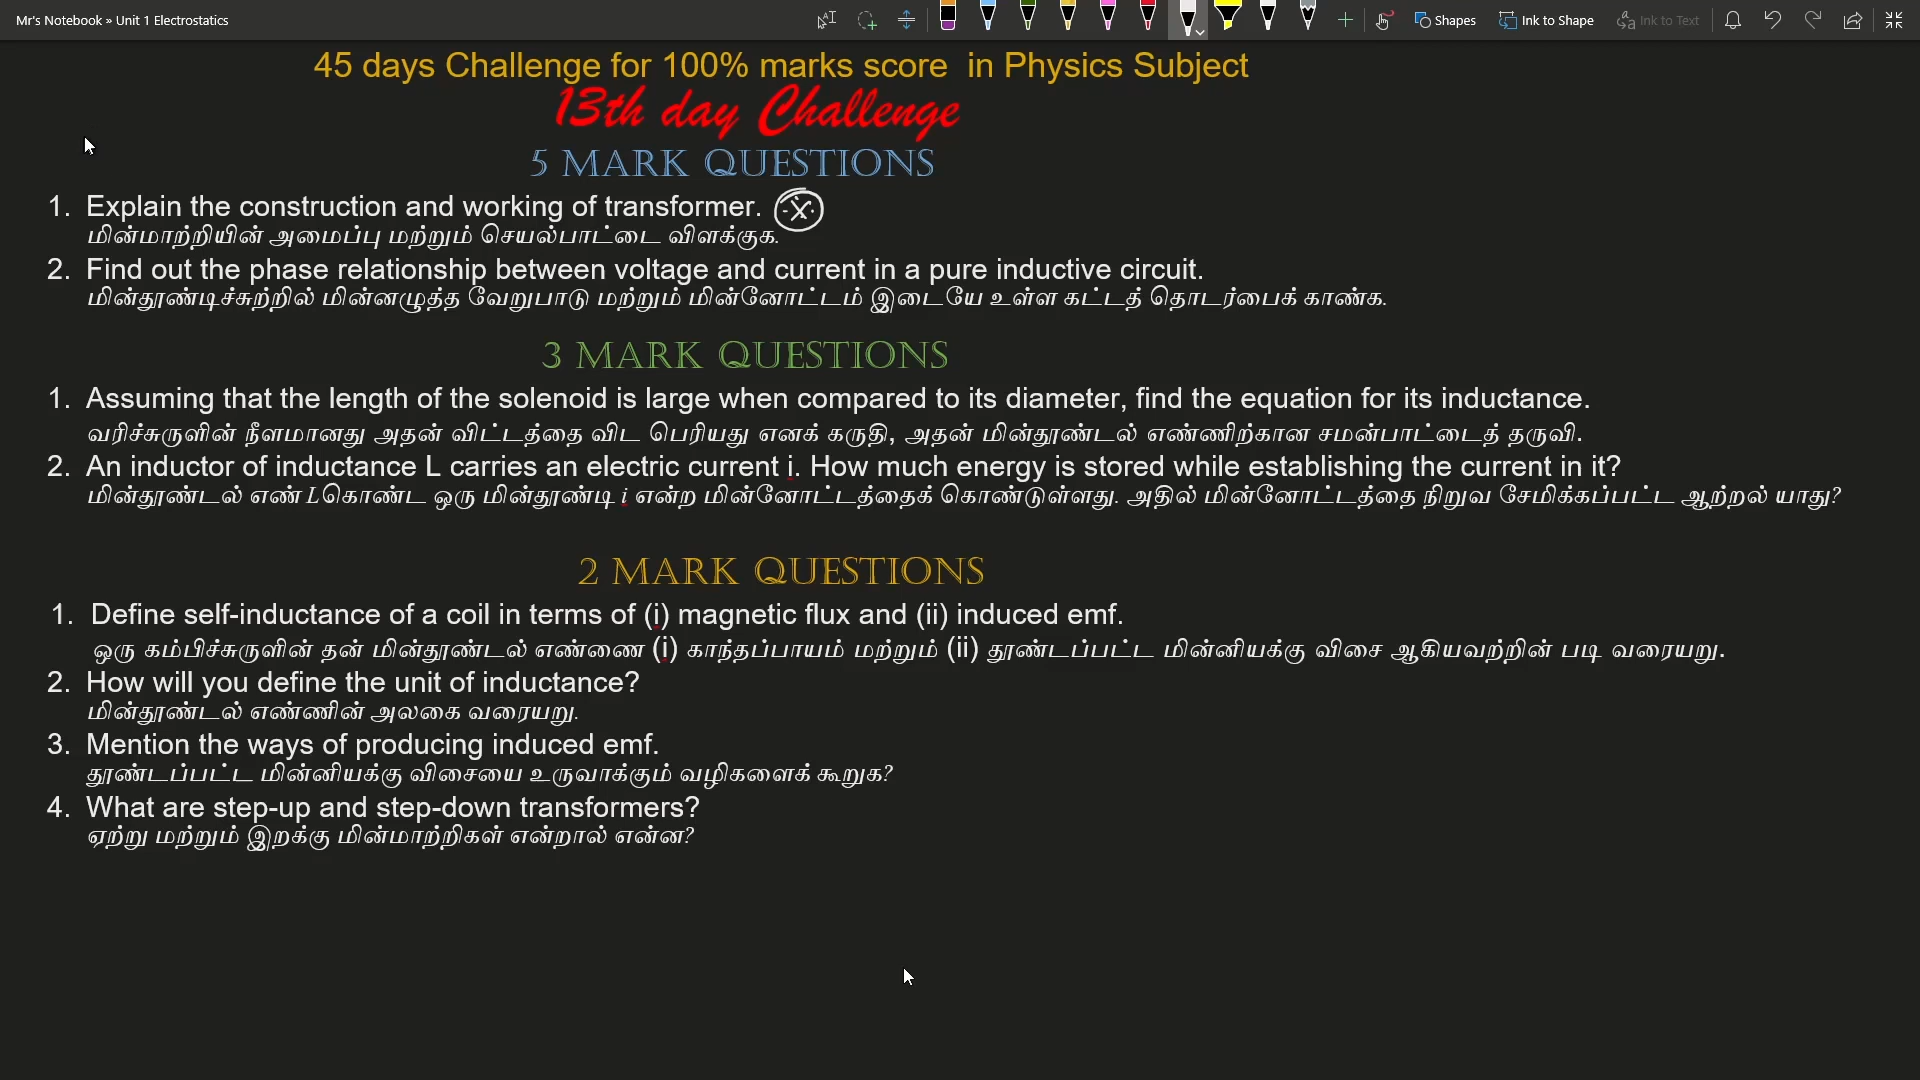 Mr's Notebook » Unit 1 Electrostatics
Shapes
Ink to Shape
Ink to Text
45 days Challenge for 100% marks score in Physics Subject
13th day Challenge
5 MARK QUESTIONS
1. Explain the construction and working of transformer.
மின்மாற்றியின் அமைப்பு மற்றும் செயல்பாட்டை விளக்குக.
2. Find out the phase relationship between voltage and current in a pure inductive circuit.
மின்தூண்டிச்சுற்றில் மின்னழுத்த வேறுபாடு மற்றும் மின்னோட்டம் இடையே உள்ள கட்டத் தொடர்பைக் காண்க.
3 MARK QUESTIONS
1. Assuming that the length of the solenoid is large when compared to its diameter, find the equation for its inductance.
வரிச்சுருளின் நீளமானது அதன் விட்டத்தை விட பெரியது எனக் கருதி, அதன் மின்தூண்டல் எண்ணிற்கான சமன்பாட்டைத் தருவி.
2. An inductor of inductance L carries an electric current i. How much energy is stored while establishing the current in it?
மின்தூண்டல் எண் Lகொண்ட ஒரு மின்தூண்டி i என்ற மின்னோட்டத்தைக் கொண்டுள்ளது. அதில் மின்னோட்டத்தை நிறுவ சேமிக்கப்பட்ட ஆற்றல் யாது?
2 MARK QUESTIONS
1. Define self-inductance of a coil in terms of (i) magnetic flux and (ii) induced emf.
ஒரு கம்பிச்சுருளின் தன் மின்தூண்டல் எண்ணை (i) காந்தப்பாயம் மற்றும் (ii) தூண்டப்பட்ட மின்னியக்கு விசை ஆகியவற்றின் படி வரையறு.
2. How will you define the unit of inductance?
மின்தூண்டல் எண்ணின் அலகை வரையறு.
3. Mention the ways of producing induced emf.
தூண்டப்பட்ட மின்னியக்கு விசையை உருவாக்கும் வழிகளைக் கூறுக?
4. What are step-up and step-down transformers?
ஏற்று மற்றும் இறக்கு மின்மாற்றிகள் என்றால் என்ன?